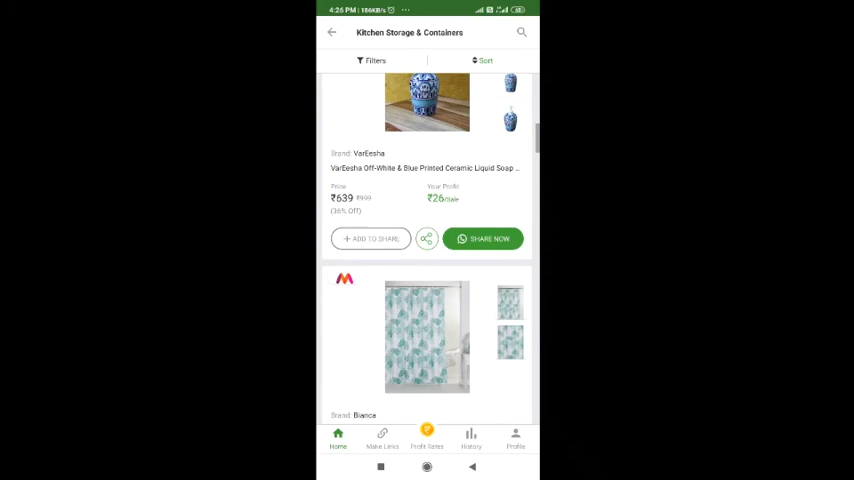 4:26 PM | 186KB/s ...
Kitchen Storage & Containers
Filters
Sort
Brand: VarEesha
VarEesha Off-White & Blue Printed Ceramic Liquid Soap ...
Price
Your Profit
₹639 ₹999
₹26/Sale
(36% Off)
+ ADD TO SHARE
SHARE NOW
Brand: Bianca
Home
Make Links
Profit Rates
History
Profile